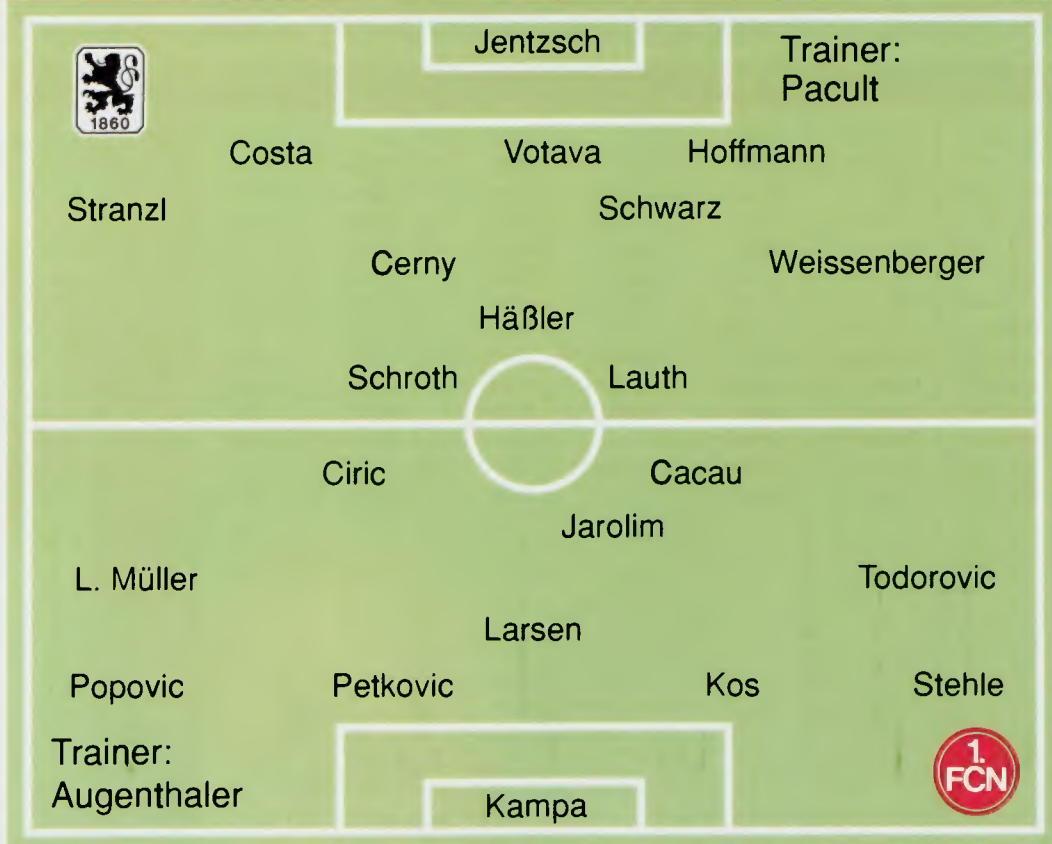 Jentzsch
Trainer:
Pacult
1860
Costa Votava Hoffmann
Stranzl Schwarz
Cerny Weissenberger
Häßler
Schroth Lauth
Ciric Cacau
Jarolim
L. Müller Todorovic
Larsen
Popovic Petkovic Kos Stehle
Trainer:
Augenthaler
1.
FCN
Kampa